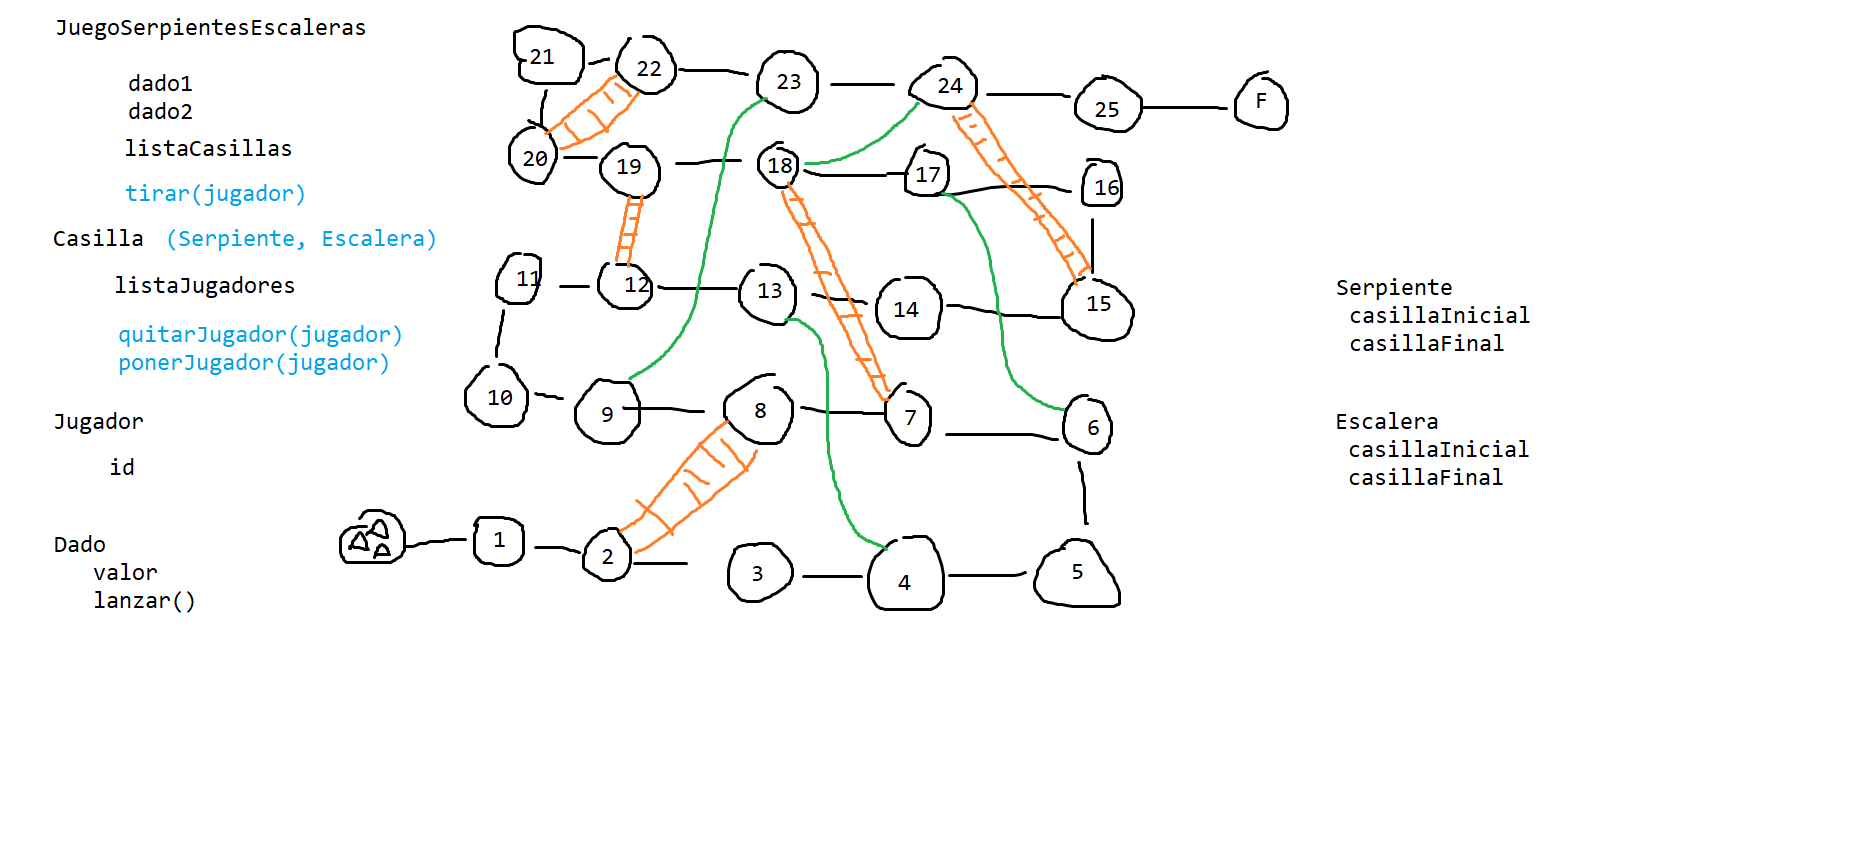 JuegoSerpientesEscaleras
dado1
dado2
listaCasillas
tirar(jugador)
Casilla (Serpiente, Escalera)
listaJugadores
quitarJugador(jugador)
ponerJugador(jugador)
Jugador
id
Dado
valor
lanzar()
21 22 23 24 25 F
20 19 18 17 16
11 12 13 14 15
10 9 8 7 6
1 2 3 4 5
Serpiente
casillaInicial
casillaFinal
Escalera
casillaInicial
casillaFinal